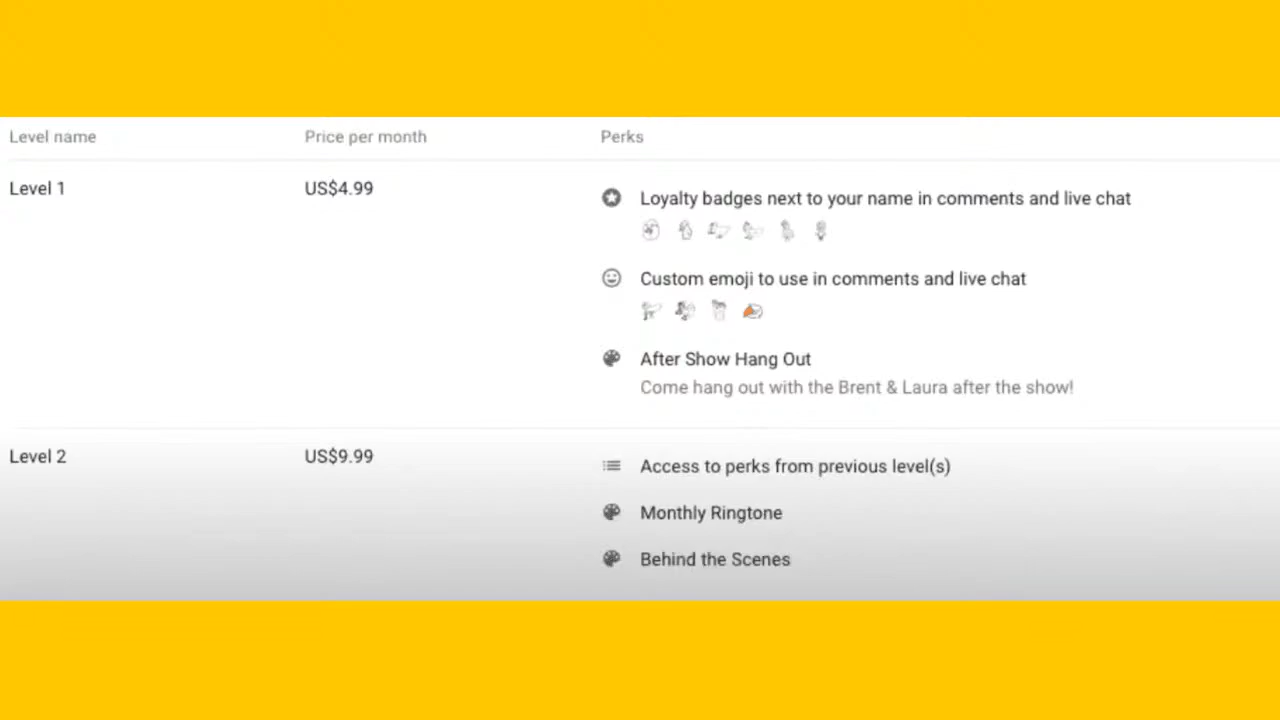 Level name
Price per month
Perks
Level 1
US$4.99
Loyalty badges next to your name in comments and live chat
Custom emoji to use in comments and live chat
After Show Hang Out
Come hang out with the Brent & Laura after the show!
Level 2
US$9.99
Access to perks from previous level(s)
Monthly Ringtone
Behind the Scenes